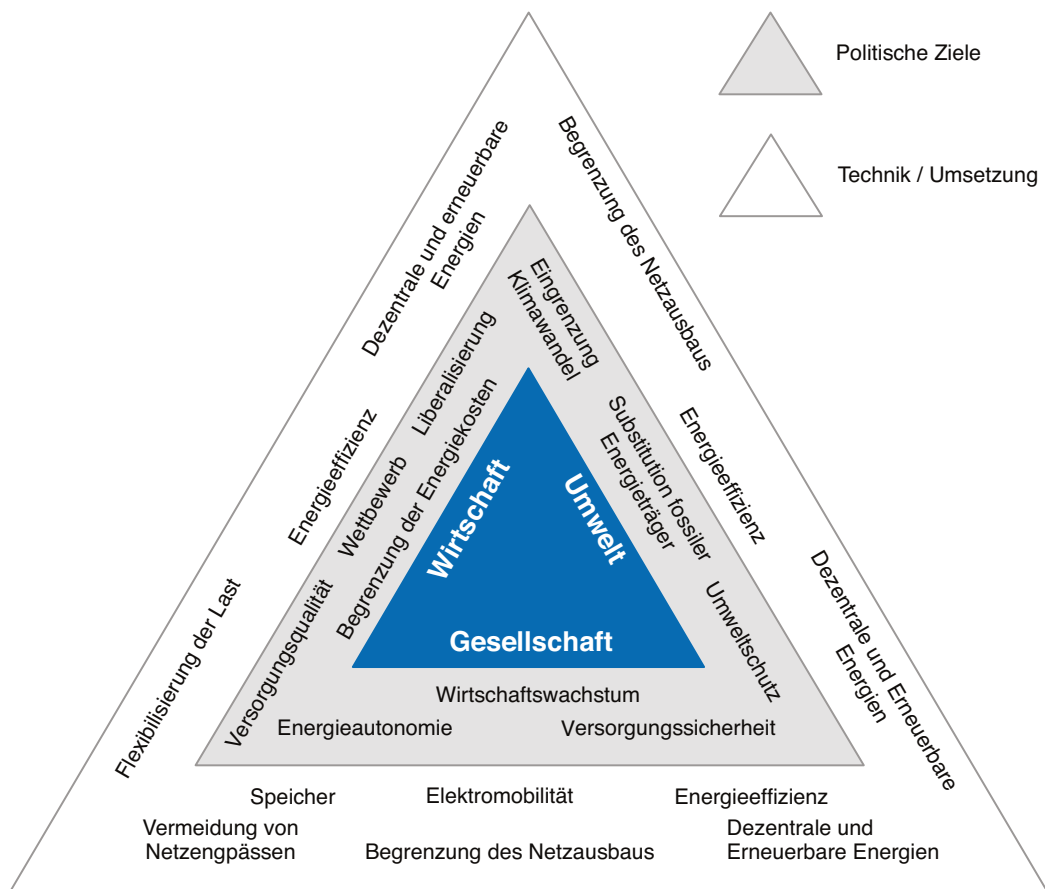 Politische Ziele
Technik / Umsetzung
Dezentrale und erneuerbare
Energien
Energieeffizienz
Flexibilisierung der Last
Begrenzung des Netzausbaus
Energieeffizienz
Dezentrale und Erneuerbare
Energien
Liberalisierung
Wettbewerb
Versorgungsqualität
Begrenzung der Energiekosten
Eingrenzung
Klimawandel
Substitution fossiler
Energieträger
Umweltschutz
Wirtschaft
Umwelt
Gesellschaft
Wirtschaftswachstum
Energieautonomie
Versorgungssicherheit
Speicher
Elektromobilität
Energieeffizienz
Vermeidung von
Netzengpässen
Begrenzung des Netzausbaus
Dezentrale und
Erneuerbare Energien